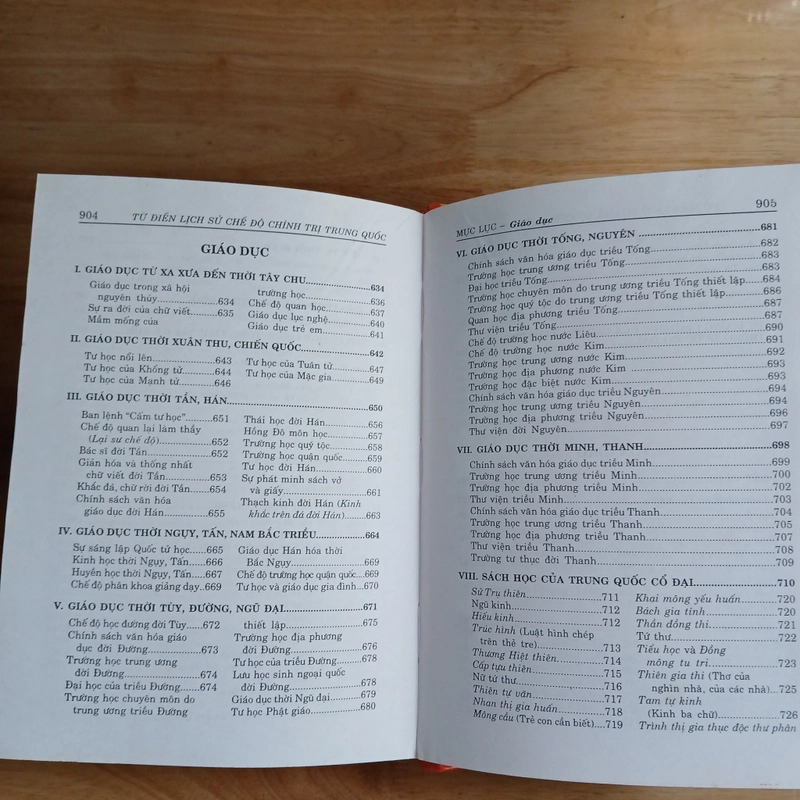 904 TỪ ĐIỂN LỊCH SỬ CHẾ ĐỘ CHÍNH TRỊ TRUNG QUỐC
GIÁO DỤC
I. GIÁO DỤC TỪ XA XƯA ĐẾN THỜI TÂY CHU 634
Giáo dục trong xã hội
nguyên thủy 634
Sự ra đời của chữ viết 635
Mầm mống của
trường học 636
Chế độ quan học 637
Giáo dục lục nghệ 640
Giáo dục trẻ em 641
II. GIÁO DỤC THỜI XUÂN THU, CHIẾN QUỐC 642
Tư học nổi lên 643
Tư học của Khổng tử 644
Tư học của Mạnh tử 646
Tư học của Tuân tử 647
Tư học của Mặc gia 649
III. GIÁO DỤC THỜI TẦN, HÁN 650
Ban lệnh "Cấm tư học" 651
Chế độ quan lại làm thầy
(Lại sư chế độ) 652
Bác sĩ đời Tần 652
Giản hóa và thống nhất
chữ viết đời Tần 653
Khắc đá, chữ rời đời Tần 654
Chính sách văn hóa
giáo dục đời Hán 655
Thái học đời Hán 656
Hồng Đô môn học 657
Trường học quý tộc 658
Trường học quận quốc 659
Tư học đời Hán 660
Sự phát minh sách vở
và giấy 661
Thạch kinh đời Hán (Kinh
khắc trên đá đời Hán) 663
IV. GIÁO DỤC THỜI NGỤY, TẤN, NAM BẮC TRIỀU 664
Sự sáng lập Quốc tử học 665
Kinh học thời Ngụy, Tấn 666
Huyền học thời Ngụy, Tấn 667
Chế độ phân khoa giảng dạy 669
Giáo dục Hán hóa thời
Bắc Ngụy 669
Chế độ trường học quận quốc 669
Tư học và giáo dục gia đình 670
V. GIÁO DỤC THỜI TÙY, ĐƯỜNG, NGŨ ĐẠI 671
Chế độ học đường đời Tùy 672
Chính sách văn hóa giáo
dục đời Đường 673
Trường học trung ương
đời Đường 674
Đại học của triều Đường 674
Trường học chuyên môn do
trung ương triều Đường
thiết lập 675
Trường học địa phương
đời Đường 676
Tư học của triều Đường 678
Lưu học sinh ngoại quốc
đời Đường 678
Giáo dục thời Ngũ đại 679
Tư học Phật giáo 680
MỤC LỤC – Giáo dục 905
VI. GIÁO DỤC THỜI TỐNG, NGUYÊN 681
Chính sách văn hóa giáo dục triều Tống 682
Trường học trung ương triều Tống 683
Đại học triều Tống 683
Trường học chuyên môn do trung ương triều Tống thiết lập 684
Trường học quý tộc do trung ương triều Tống thiết lập 686
Quan học địa phương triều Tống 687
Thư viện triều Tống 687
Chế độ trường học nước Liêu 690
Chế độ trường học nước Kim 691
Trường học trung ương nước Kim 692
Trường học địa phương nước Kim 693
Trường học đặc biệt nước Kim 693
Chính sách văn hóa giáo dục triều Nguyên 694
Trường học trung ương triều Nguyên 694
Trường học địa phương triều Nguyên 696
Thư viện đời Nguyên 697
VII. GIÁO DỤC THỜI MINH, THANH 698
Chính sách văn hóa giáo dục triều Minh 699
Trường học trung ương triều Minh 700
Trường học địa phương triều Minh 702
Thư viện triều Minh 703
Chính sách văn hóa giáo dục triều Thanh 704
Trường học trung ương triều Thanh 705
Trường học địa phương triều Thanh 707
Thư viện triều Thanh 708
Trường tư thục đời Thanh 709
VIII. SÁCH HỌC CỦA TRUNG QUỐC CỔ ĐẠI 710
Sử Trụ thiên 711
Ngũ kinh 712
Hiếu kinh 712
Trúc hình (Luật hình chép
trên thẻ tre) 713
Thương Hiệt thiên 714
Cấp tựu thiên 715
Nữ tứ thư 716
Thiên tự văn 717
Nhan thị gia huấn 718
Mông cầu (Trẻ con cần biết) 719
Khai mông yếu huấn 720
Bách gia tính 720
Thần đồng thi 721
Tứ thư 722
Tiểu học và Đồng
mông tu tri 723
Thiên gia thi (Thơ của
nghìn nhà, của các nhà) 725
Tam tự kinh
(Kinh ba chữ) 726
Trình thị gia thục độc thư phân